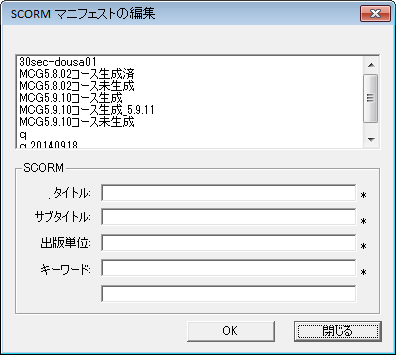 SCORM マニフェストの編集
30sec-dousa01
MCG5.8.02コース生成済
MCG5.8.02コース未生成
MCG5.9.10コース生成
MCG5.9.10コース生成_5.9.11
MCG5.9.10コース未生成
q
q_20140918
SCORM
タイトル: *
サブタイトル: *
出版単位: *
キーワード: *
OK 閉じる